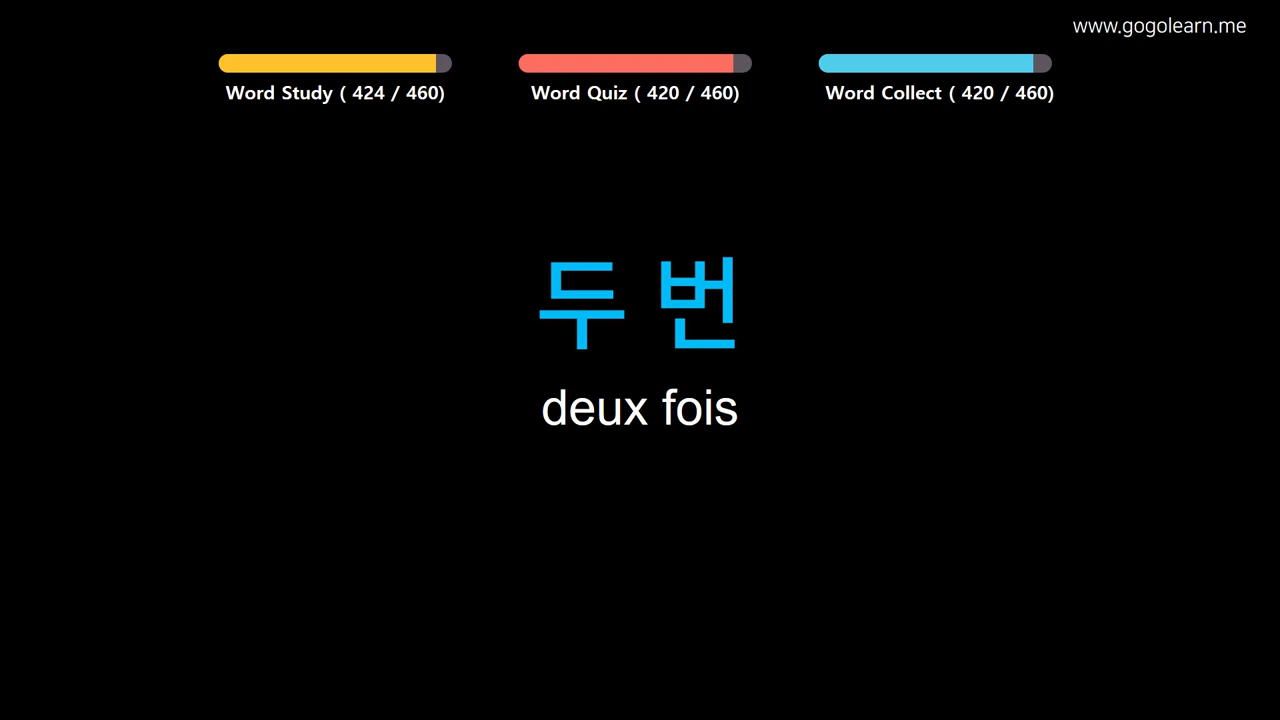 www.gogolearn.me
Word Study ( 424 / 460)
Word Quiz ( 420 / 460)
Word Collect ( 420 / 460)
두 번
deux fois